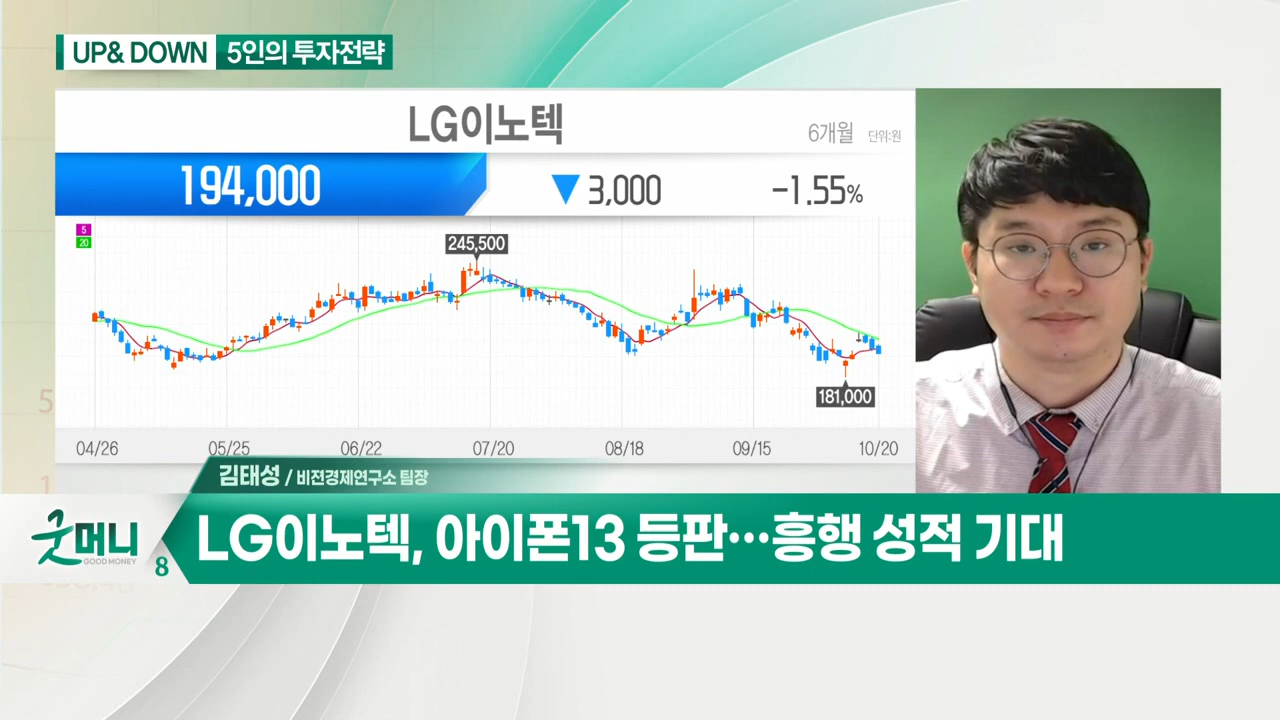 UP& DOWN 5인의 투자전략
LG이노텍
6개월 단위:원
194,000 ▼ 3,000 -1.55%
5
20
245,500
181,000
04/26 05/25 06/22 07/20 08/18 09/15 10/20
김태성 / 비젼경제연구소 팀장
굿머니
GOOD MONEY
8
LG이노텍, 아이폰13 등판…흥행 성적 기대